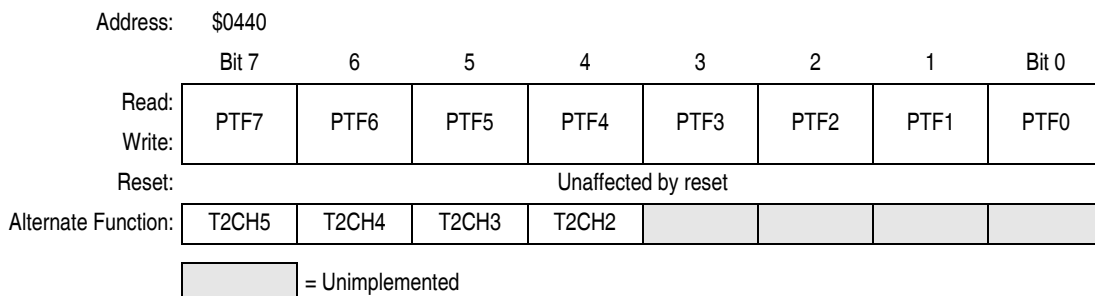 Address: $0440
Bit 7 6 5 4 3 2 1 Bit 0
Read:
PTF7 PTF6 PTF5 PTF4 PTF3 PTF2 PTF1 PTF0
Write:
Reset: Unaffected by reset
Alternate Function: T2CH5 T2CH4 T2CH3 T2CH2
= Unimplemented